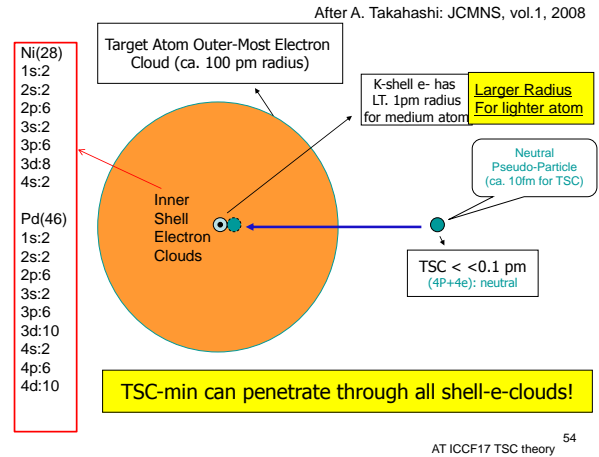 After A. Takahashi: JCMNS, vol.1, 2008
Ni(28)
1s:2
2s:2
2p:6
3s:2
3p:6
3d:8
4s:2
Pd(46)
1s:2
2s:2
2p:6
3s:2
3p:6
3d:10
4s:2
4p:6
4d:10
Target Atom Outer-Most Electron
Cloud (ca. 100 pm radius)
K-shell e- has
LT. 1pm radius
for medium atom
Larger Radius
For lighter atom
Neutral
Pseudo-Particle
(ca. 10fm for TSC)
Inner
Shell
Electron
Clouds
TSC < <0.1 pm
(4P+4e): neutral
TSC-min can penetrate through all shell-e-clouds!
54
AT ICCF17 TSC theory